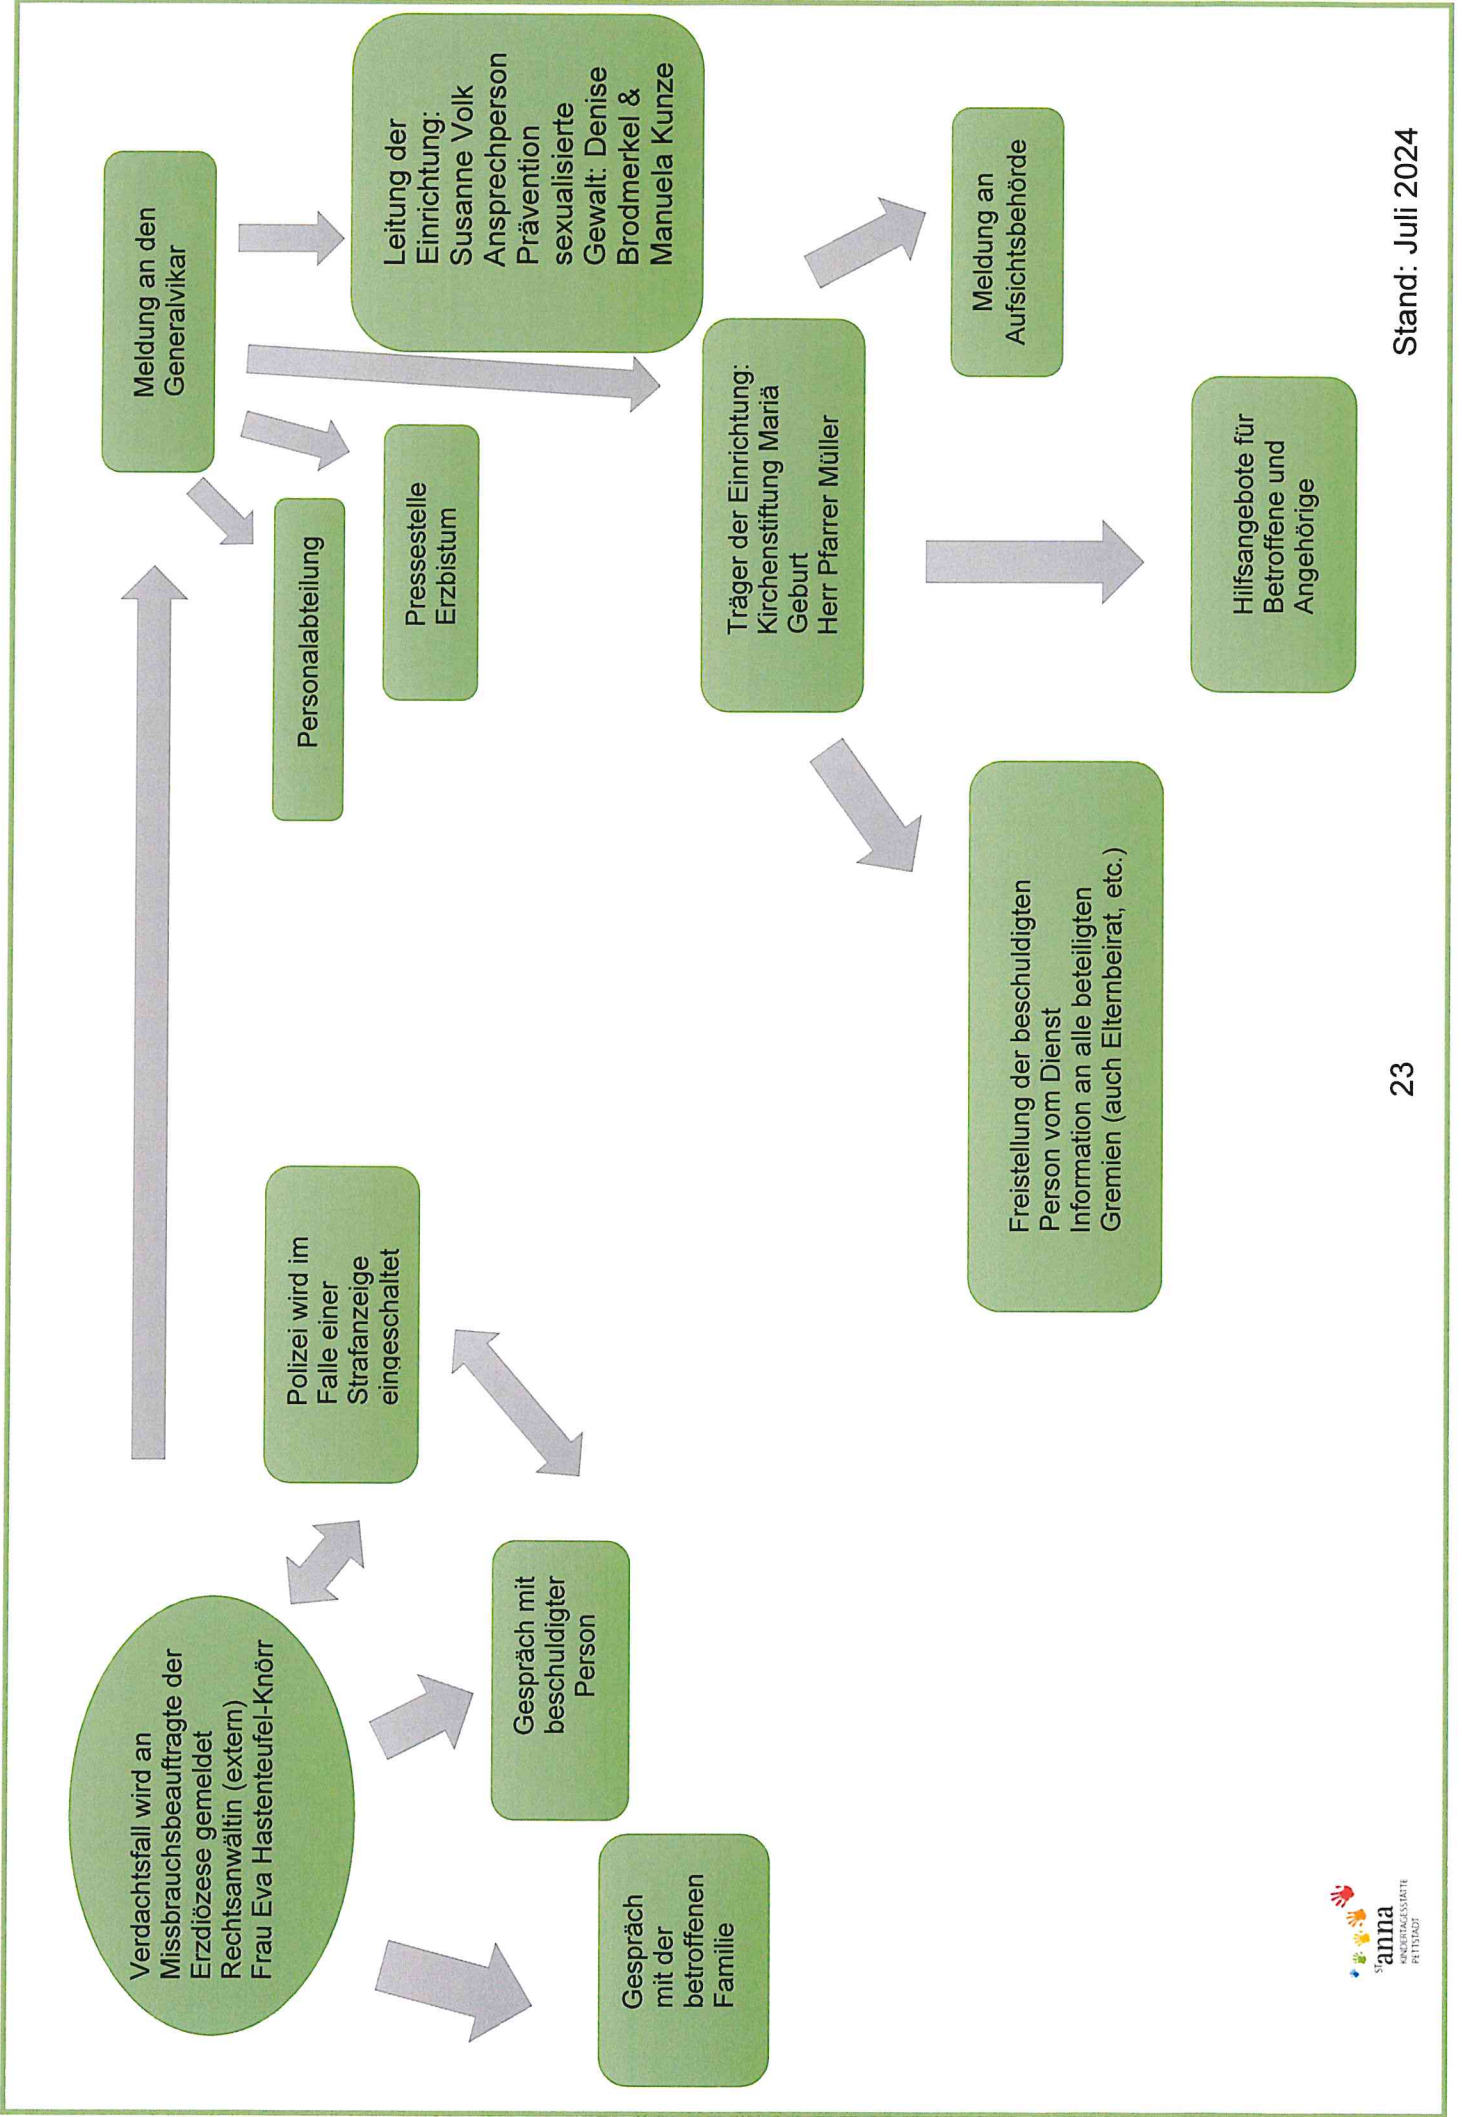 Verdachtsfall wird an
Missbrauchsbeauftragte der
Erzdiözese gemeldet
Rechtsanwältin (extern)
Frau Eva Hastenteufel-Knörr
Meldung an den
Generalvikar
Polizei wird im
Falle einer
Strafanzeige
eingeschaltet
Personalabteilung
Pressestelle
Erzbistum
Leitung der
Einrichtung:
Susanne Volk
Ansprechperson
Prävention
sexualisierte
Gewalt: Denise
Brodmerkel &
Manuela Kunze
Gespräch mit
beschuldigter
Person
Gespräch
mit der
betroffenen
Familie
Träger der Einrichtung:
Kirchenstiftung Mariä
Geburt
Herr Pfarrer Müller
Freistellung der beschuldigten
Person vom Dienst
Information an alle beteiligten
Gremien (auch Elternbeirat, etc.)
Meldung an
Aufsichtsbehörde
Hilfsangebote für
Betroffene und
Angehörige
ST anna
KINDERTAGESSTÄTTE
PETTSTADT
23
Stand: Juli 2024